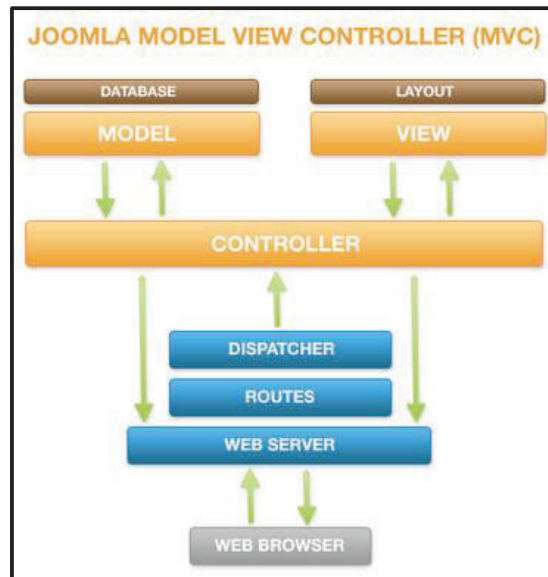 JOOMLA MODEL VIEW CONTROLLER (MVC)
DATABASE
MODEL
LAYOUT
VIEW
CONTROLLER
DISPATCHER
ROUTES
WEB SERVER
WEB BROWSER